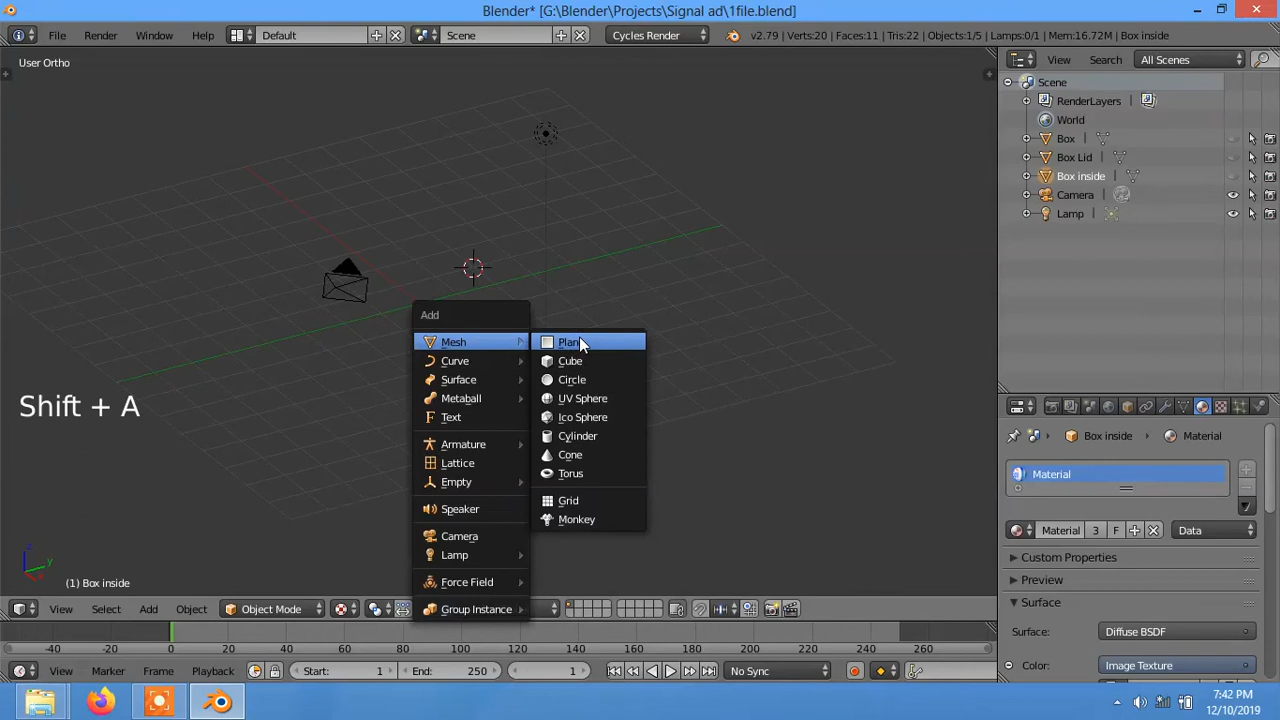 Blender* [G:\Blender\Projects\Signal ad\1file.blend]
File Render Window Help Default Scene Cycles Render v2.79 | Verts:20 | Faces:11 | Tris:22 | Objects:1/5 | Lamps:0/1 | Mem:16.72M | Box inside
View Search All Scenes
User Ortho
Scene
RenderLayers
World
Box
Box Lid
Box inside
Camera
Lamp
Shift + A
Add
Mesh
Curve
Surface
Metaball
Text
Armature
Lattice
Empty
Speaker
Camera
Lamp
Force Field
Group Instance
Plan
Cube
Circle
UV Sphere
Ico Sphere
Cylinder
Cone
Torus
Grid
Monkey
Box inside Material
Material
Material 3 F Data
Custom Properties
Preview
Surface
Surface: Diffuse BSDF
Color: Image Texture
z y
(1) Box inside
View Select Add Object Object Mode
-40 -20 0 20 40 60 80 100 120 140 160 180 200 220 240 260
View Marker Frame Playback Start: 1 End: 250 1 No Sync
7:42 PM
12/10/2019